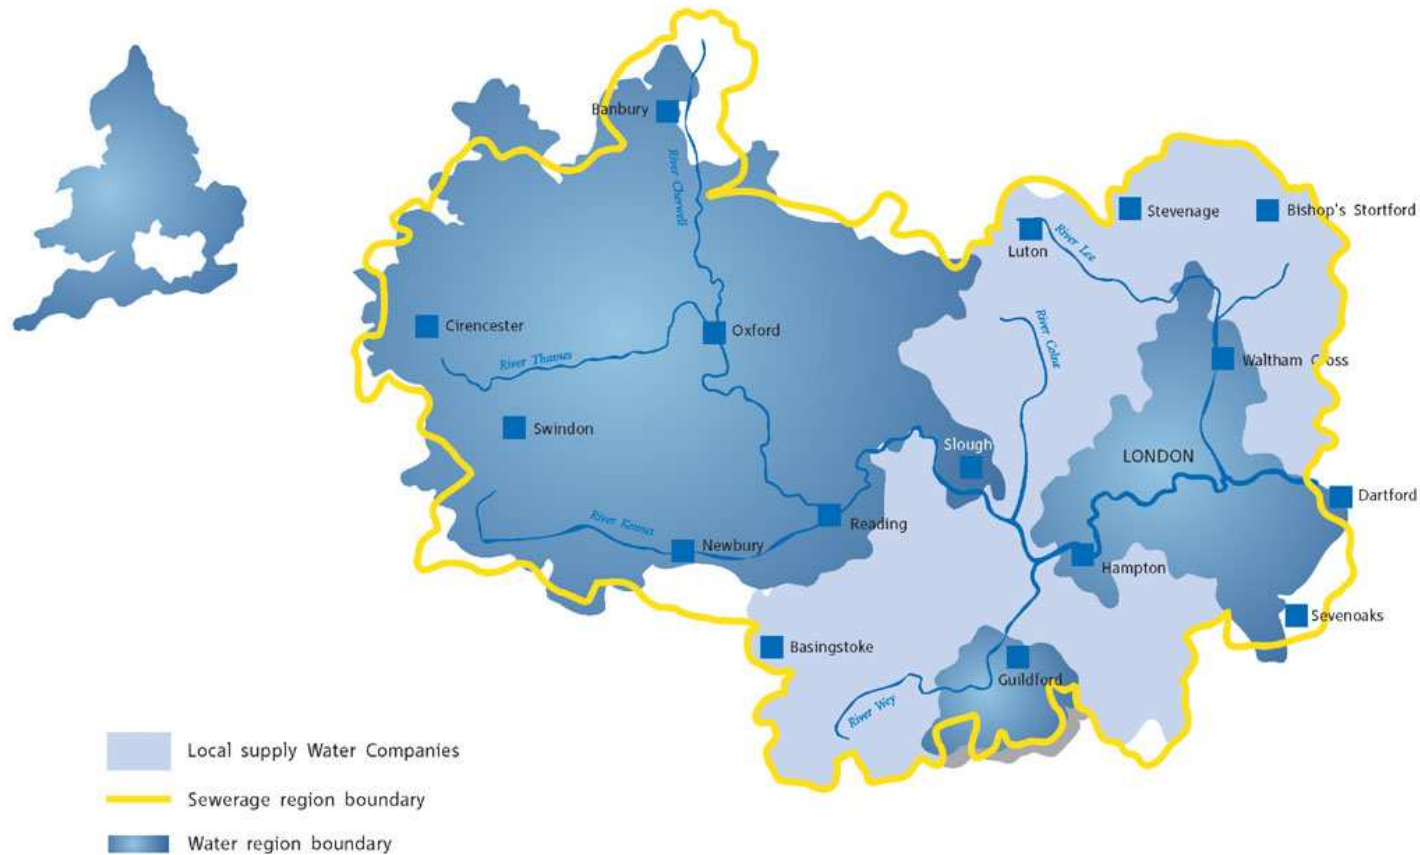 Banbury
River Cherwell
Stevenage
Bishop's Stortford
Luton
River Lee
Cirencester
Oxford
River Thames
River Colne
Waltham Cross
Swindon
Slough
LONDON
Dartford
River Kennet
Reading
Newbury
Hampton
Sevenoaks
Basingstoke
Guildford
River Wey
Local supply Water Companies
Sewerage region boundary
Water region boundary